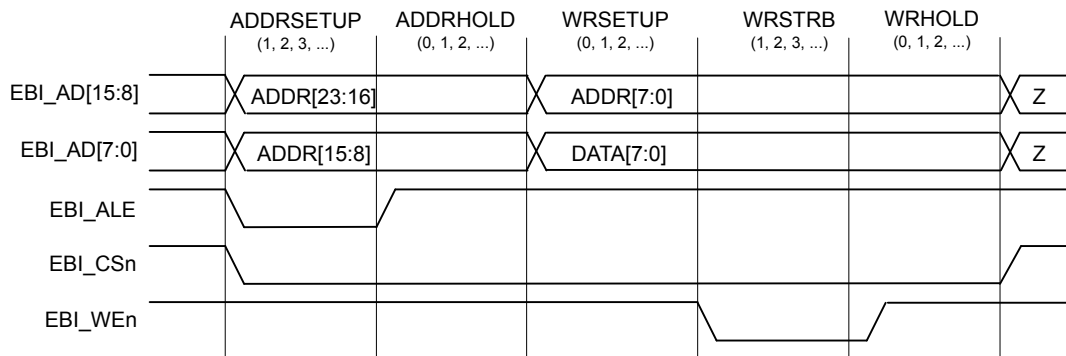 ADDRSETUP ADDRHOLD WRSETUP WRSTRB WRHOLD
(1, 2, 3, ...) (0, 1, 2, ...) (0, 1, 2, ...) (1, 2, 3, ...) (0, 1, 2, ...)
EBI_AD[15:8] ADDR[23:16] ADDR[7:0] Z
EBI_AD[7:0] ADDR[15:8] DATA[7:0] Z
EBI_ALE
EBI_CSn
EBI_WEn